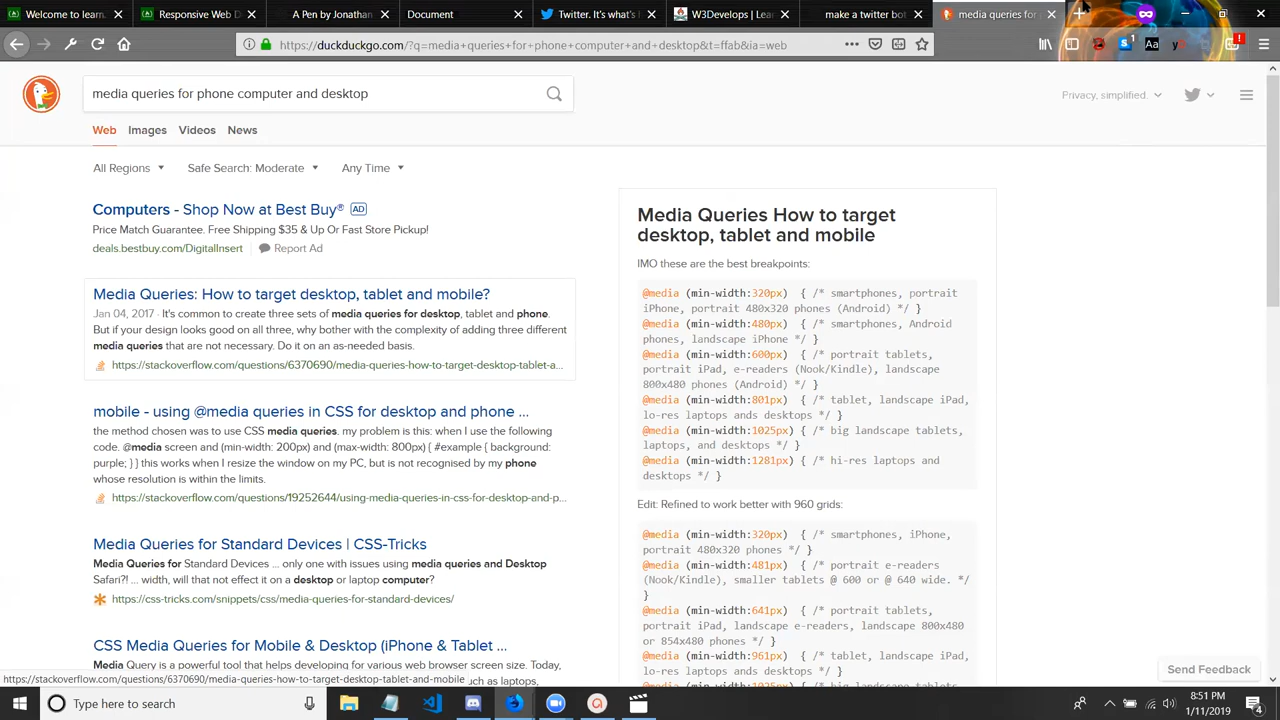 Welcome to learn.
Responsive Web D
A Pen by Jonathan
Document
Twitter. It's what's
W3Develops | Lear
make a twitter bot
media queries for
https://duckduckgo.com/?q=media+queries+for+phone+computer+and+desktop&t=ffab&ia=web
media queries for phone computer and desktop
Privacy, simplified.
Web Images Videos News
All Regions Safe Search: Moderate Any Time
Computers - Shop Now at Best Buy® AD
Price Match Guarantee. Free Shipping $35 & Up Or Fast Store Pickup!
deals.bestbuy.com/DigitalInsert Report Ad
Media Queries: How to target desktop, tablet and mobile?
Jan 04, 2017 · It's common to create three sets of media queries for desktop, tablet and phone.
But if your design looks good on all three, why bother with the complexity of adding three different
media queries that are not necessary. Do it on an as-needed basis.
https://stackoverflow.com/questions/6370690/media-queries-how-to-target-desktop-tablet-a...
mobile - using @media queries in CSS for desktop and phone ...
the method chosen was to use CSS media queries. my problem is this: when I use the following
code. @media screen and (min-width: 200px) and (max-width: 800px) { #example { background:
purple; } } this works when I resize the window on my PC, but is not recognised by my phone
whose resolution is within the limits.
https://stackoverflow.com/questions/19252644/using-media-queries-in-css-for-desktop-and-p...
Media Queries for Standard Devices | CSS-Tricks
Media Queries for Standard Devices ... only one with issues using media queries and Desktop
Safari?! ... width, will that not effect it on a desktop or laptop computer?
https://css-tricks.com/snippets/css/media-queries-for-standard-devices/
CSS Media Queries for Mobile & Desktop (iPhone & Tablet ...
Media Query is a powerful tool that helps developing for various web browser screen size. Today,
uch as laptops,
https://stackoverflow.com/questions/6370690/media-queries-how-to-target-desktop-tablet-and-mobile
Media Queries How to target
desktop, tablet and mobile
IMO these are the best breakpoints:
@media (min-width:320px) { /* smartphones, portrait
iPhone, portrait 480x320 phones (Android) */ }
@media (min-width:480px) { /* smartphones, Android
phones, landscape iPhone */ }
@media (min-width:600px) { /* portrait tablets,
portrait iPad, e-readers (Nook/Kindle), landscape
800x480 phones (Android) */ }
@media (min-width:801px) { /* tablet, landscape iPad,
lo-res laptops ands desktops */ }
@media (min-width:1025px) { /* big landscape tablets,
laptops, and desktops */ }
@media (min-width:1281px) { /* hi-res laptops and
desktops */ }
Edit: Refined to work better with 960 grids:
@media (min-width:320px) { /* smartphones, iPhone,
portrait 480x320 phones */ }
@media (min-width:481px) { /* portrait e-readers
(Nook/Kindle), smaller tablets @ 600 or @ 640 wide. */
}
@media (min-width:641px) { /* portrait tablets,
portrait iPad, landscape e-readers, landscape 800x480
or 854x480 phones */ }
@media (min-width:961px) { /* tablet, landscape iPad,
lo-res laptops ands desktops */ }
@media (min-width:1025px) { /* big landscape tablets,
Send Feedback
Type here to search
8:51 PM
1/11/2019
4